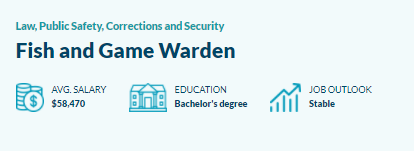 Law, Public Safety, Corrections and Security
Fish and Game Warden
AVG. SALARY
$58,470
EDUCATION
Bachelor's degree
JOB OUTLOOK
Stable